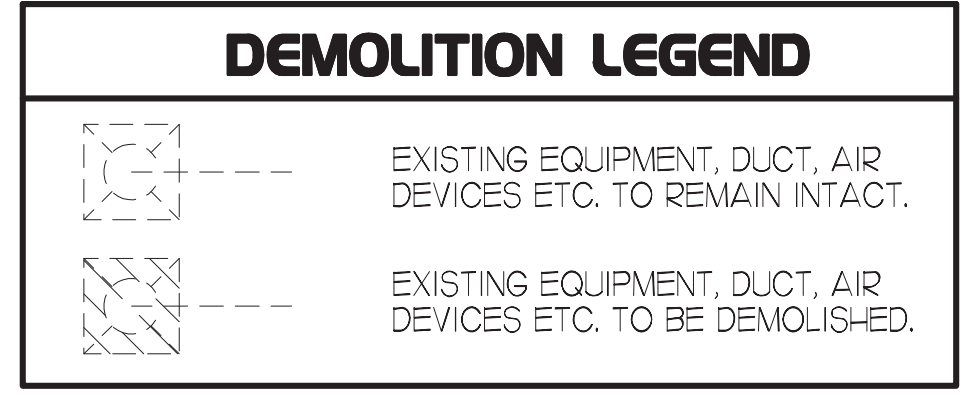 DEMOLITION LEGEND
EXISTING EQUIPMENT, DUCT, AIR
DEVICES ETC. TO REMAIN INTACT.
EXISTING EQUIPMENT, DUCT, AIR
DEVICES ETC. TO BE DEMOLISHED.